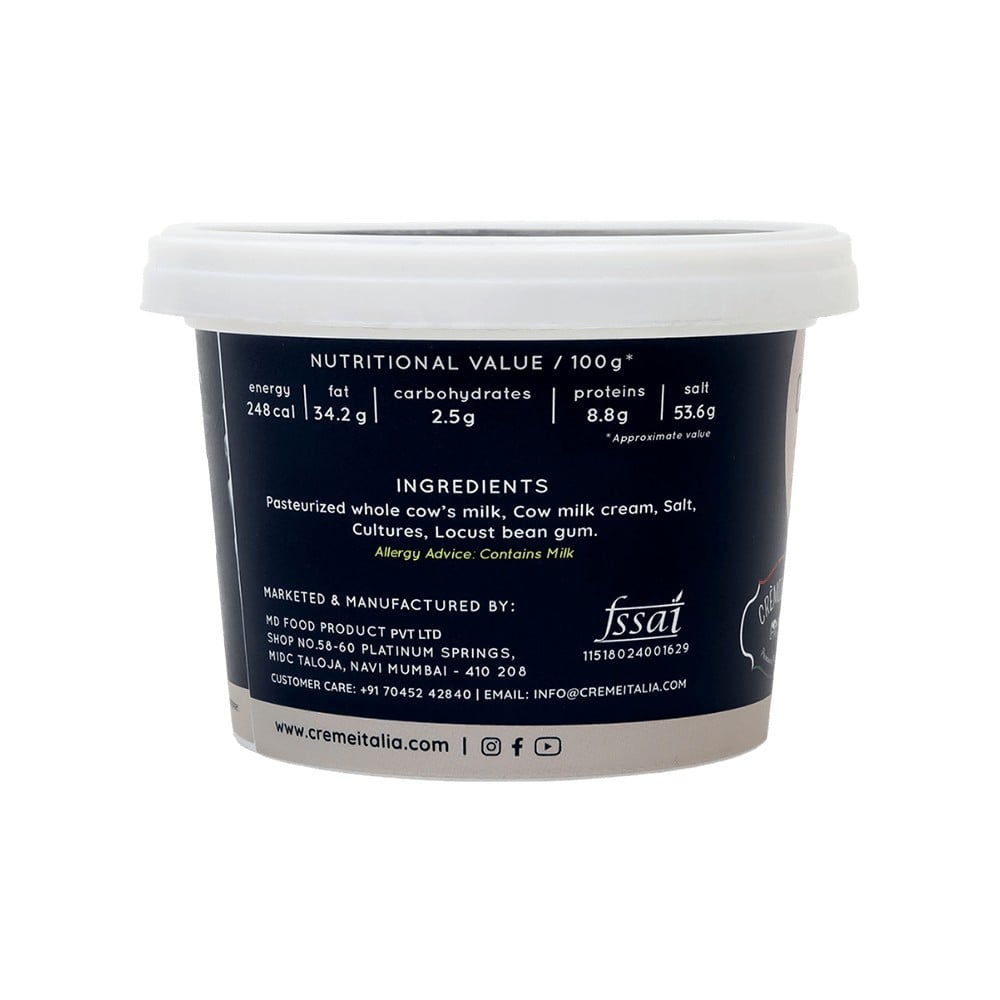 NUTRITIONAL VALUE / 100g*
energy | fat | carbohydrates | proteins | salt
248 cal | 34.2 g | 2.5 g | 8.8 g | 53.6g
*Approximate value
INGREDIENTS
Pasteurized whole cow's milk, Cow milk cream, Salt,
Cultures, Locust bean gum.
Allergy Advice: Contains Milk
MARKETED & MANUFACTURED BY:
MD FOOD PRODUCT PVT LTD
SHOP NO.58-60 PLATINUM SPRINGS,
MIDC TALOJA, NAVI MUMBAI - 410 208
CUSTOMER CARE: +91 70452 42840 | EMAIL: INFO@CREMEITALIA.COM
fssai
11518024001629
www.cremeitalia.com |